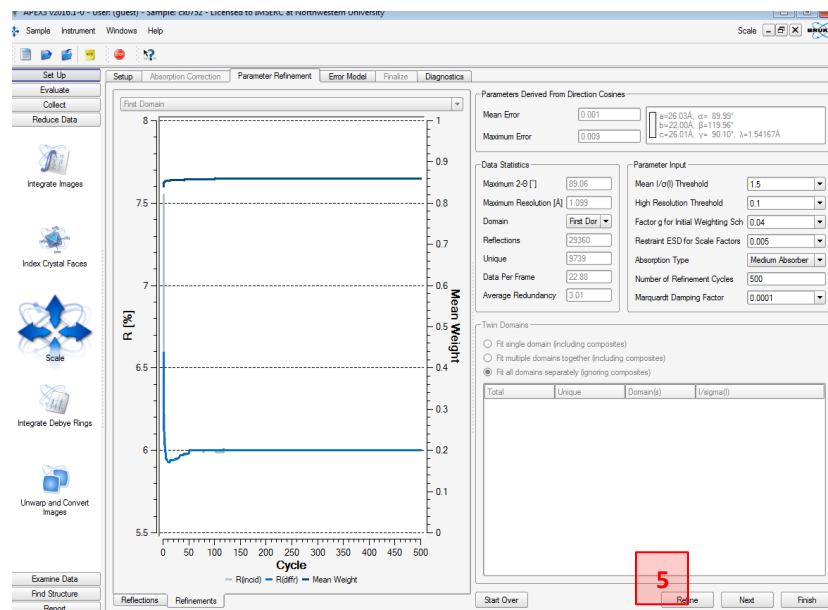 APEX3 v2016.1-0 - User: (guest) - Sample: clt0752 - Licensed to IMSERC at Northwestern University
Sample Instrument Windows Help
Scale
Set Up
Evaluate
Collect
Reduce Data
Integrate Images
Index Crystal Faces
Scale
Integrate Debye Rings
Unwarp and Convert
Images
Examine Data
Find Structure
Report
Setup Absorption Correction Parameter Refinement Error Model Finalize Diagnostics
First Domain
R [%]
8
7.5
7
6.5
6
5.5
1
0.9
0.8
0.7
0.6
0.5
0.4
0.3
0.2
0.1
0
Mean Weight
0 50 100 150 200 250 300 350 400 450 500
Cycle
R(incid) R(diffr) Mean Weight
Reflections Refinements
Parameters Derived From Direction Cosines
Mean Error 0.001
Maximum Error 0.009
a=26.03Å, α= 89.99°
b=22.00Å, β=119.96°
c=26.01Å, γ= 90.10°, λ=1.54167Å
Data Statistics
Maximum 2-Θ [°] 89.06
Maximum Resolution [Å] 1.099
Domain First Dor
Reflections 29360
Unique 9739
Data Per Frame 22.88
Average Redundancy 3.01
Parameter Input
Mean I/σ(I) Threshold 1.5
High Resolution Threshold 0.1
Factor g for Initial Weighting Sch 0.04
Restraint ESD for Scale Factors 0.005
Absorption Type Medium Absorber
Number of Refinement Cycles 500
Marquardt Damping Factor 0.0001
Twin Domains
Fit single domain (including composites)
Fit multiple domains together (including composites)
Fit all domains separately (ignoring composites)
Total Unique Domain(s) I/sigma(I)
5
Start Over Refine Next Finish